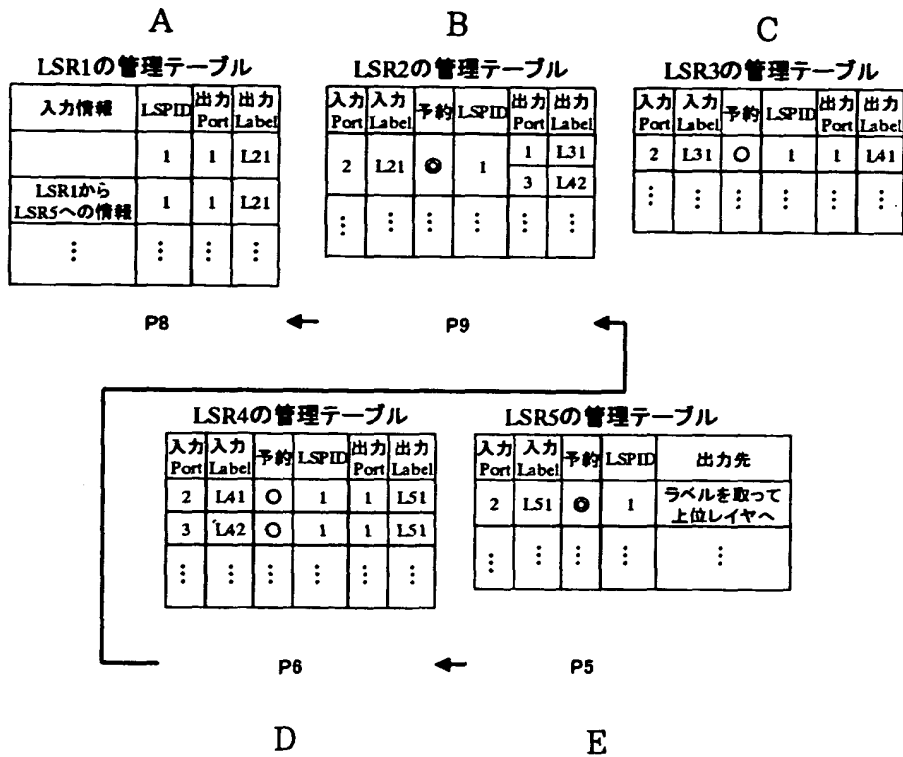 A
B
C
LSR1の管理テーブル
入力情報 LSPID 出力Port 出力Label
1 1 L21
LSR1からLSR5への情報 1 1 L21
⋮ ⋮ ⋮ ⋮
LSR2の管理テーブル
入力Port 入力Label 予約 LSPID 出力Port 出力Label
2 L21 ◎ 1 1 L31
3 L42
⋮ ⋮ ⋮ ⋮ ⋮ ⋮
LSR3の管理テーブル
入力Port 入力Label 予約 LSPID 出力Port 出力Label
2 L31 ○ 1 1 L41
⋮ ⋮ ⋮ ⋮ ⋮ ⋮
P8
P9
LSR4の管理テーブル
入力Port 入力Label 予約 LSPID 出力Port 出力Label
2 L41 ○ 1 1 L51
3 L42 ○ 1 1 L51
⋮ ⋮ ⋮ ⋮ ⋮ ⋮
LSR5の管理テーブル
入力Port 入力Label 予約 LSPID 出力先
2 L51 ◎ 1 ラベルを取って上位レイヤへ
⋮ ⋮ ⋮ ⋮ ⋮
P6
P5
D
E